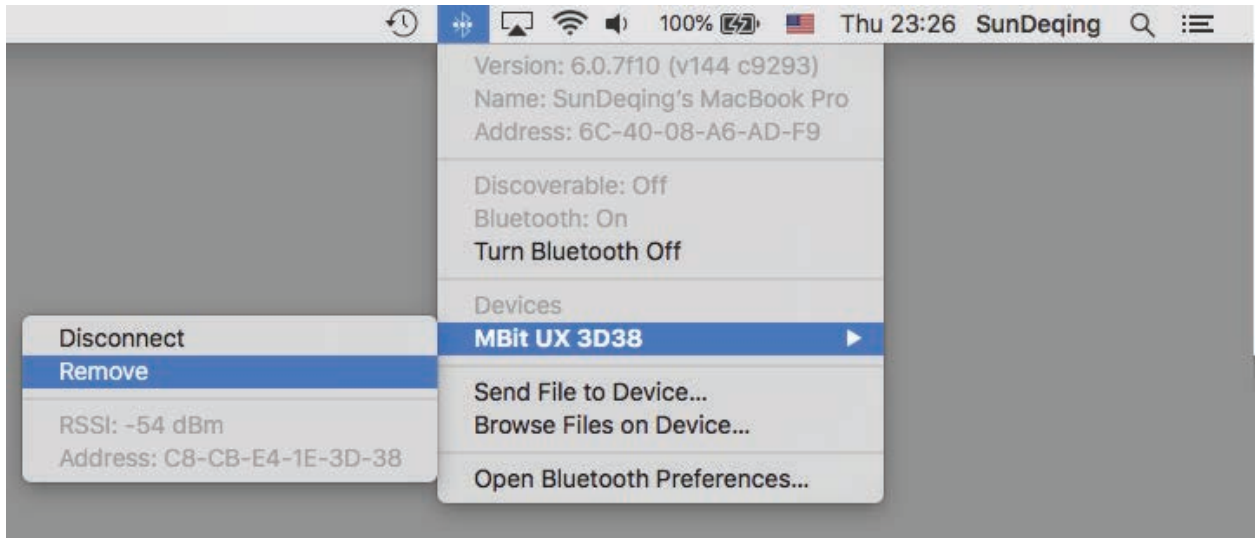 100% Thu 23:26 SunDeqing
Version: 6.0.7f10 (v144 c9293)
Name: SunDeqing's MacBook Pro
Address: 6C-40-08-A6-AD-F9
Discoverable: Off
Bluetooth: On
Turn Bluetooth Off
Devices
MBit UX 3D38
Disconnect
Remove
RSSI: -54 dBm
Address: C8-CB-E4-1E-3D-38
Send File to Device...
Browse Files on Device...
Open Bluetooth Preferences...